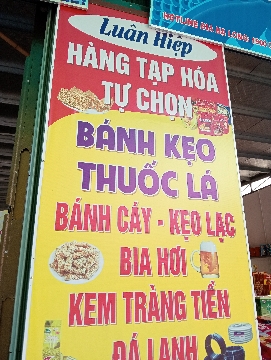 Luân Hiệp
HÀNG TẠP HÓA
TỰ CHỌN
BÁNH KẸO
THUỐC LÁ
BÁNH CÁY - KẸO LẠC
BIA HƠI
KEM TRÀNG TIỀN
ĐÁ LẠNH